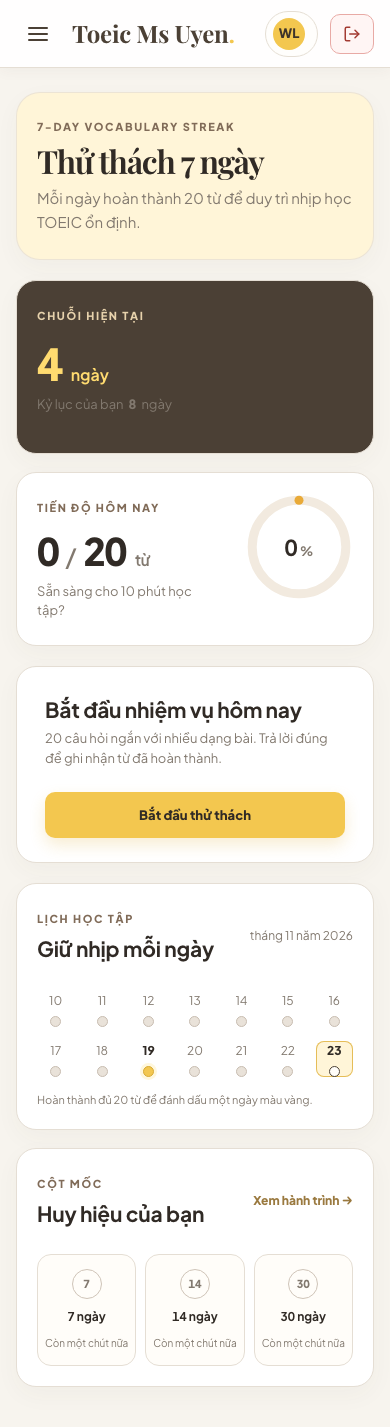 Toeic Ms Uyen.
WL
7-DAY VOCABULARY STREAK
Thử thách 7 ngày
Mỗi ngày hoàn thành 20 từ để duy trì nhịp học
TOEIC ổn định.
CHUỖI HIỆN TẠI
4 ngày
Kỷ lục của bạn 8 ngày
TIẾN ĐỘ HÔM NAY
0 / 20 từ
Sẵn sàng cho 10 phút học
tập?
0%
Bắt đầu nhiệm vụ hôm nay
20 câu hỏi ngắn với nhiều dạng bài. Trả lời đúng
để ghi nhận từ đã hoàn thành.
Bắt đầu thử thách
LỊCH HỌC TẬP
Giữ nhịp mỗi ngày
tháng 11 năm 2026
10 11 12 13 14 15 16
17 18 19 20 21 22 23
Hoàn thành đủ 20 từ để đánh dấu một ngày màu vàng.
CỘT MỐC
Huy hiệu của bạn
Xem hành trình →
7 14 30
7 ngày 14 ngày 30 ngày
Còn một chút nữa Còn một chút nữa Còn một chút nữa